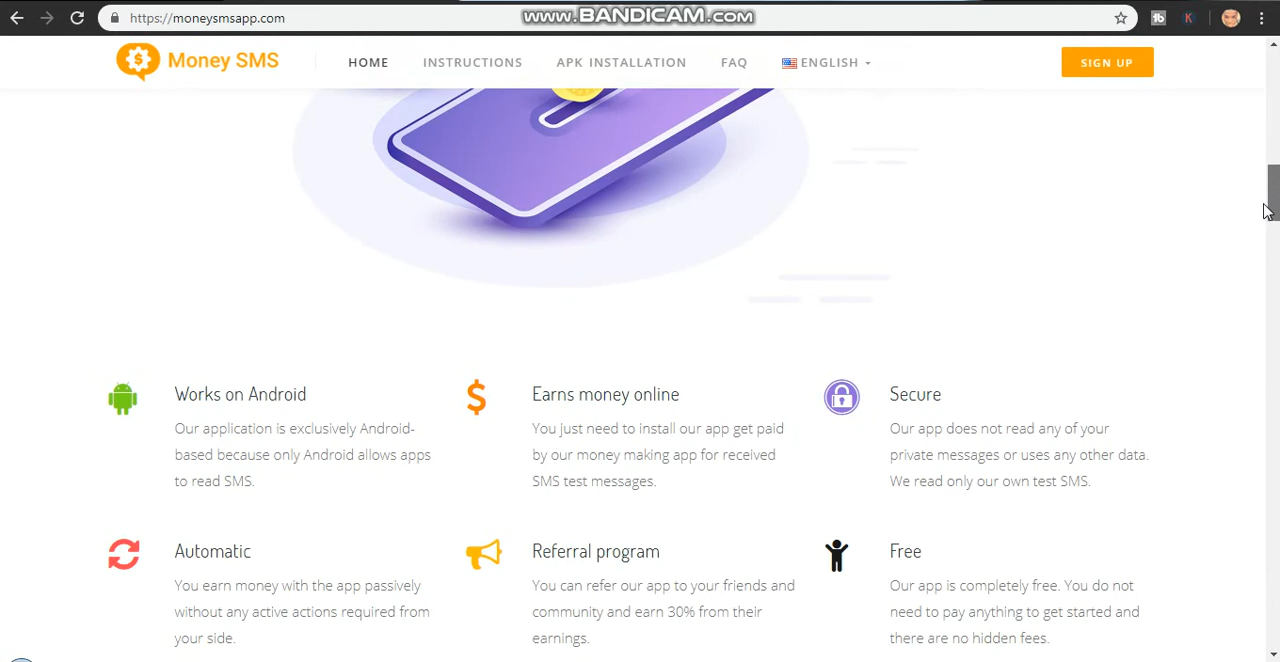 https://moneysmsapp.com
www.BANDICAM.com
Money SMS
HOME
INSTRUCTIONS
APK INSTALLATION
FAQ
ENGLISH
SIGN UP
Works on Android
Our application is exclusively Android-
based because only Android allows apps
to read SMS.
Earns money online
You just need to install our app get paid
by our money making app for received
SMS test messages.
Secure
Our app does not read any of your
private messages or uses any other data.
We read only our own test SMS.
Automatic
You earn money with the app passively
without any active actions required from
your side.
Referral program
You can refer our app to your friends and
community and earn 30% from their
earnings.
Free
Our app is completely free. You do not
need to pay anything to get started and
there are no hidden fees.